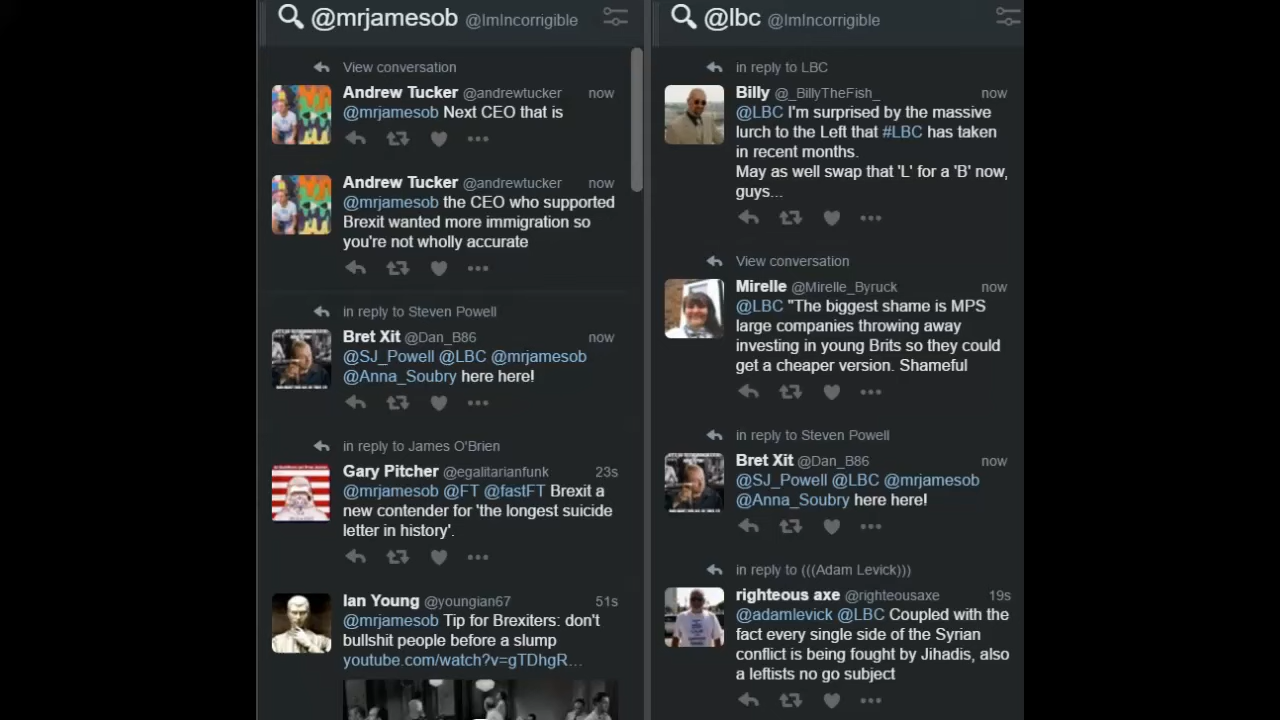 @mrjamesob @ImIncorrigible
View conversation
Andrew Tucker @andrewtucker now
@mrjamesob Next CEO that is
Andrew Tucker @andrewtucker now
@mrjamesob the CEO who supported
Brexit wanted more immigration so
you're not wholly accurate
in reply to Steven Powell
Bret Xit @Dan_B86 now
@SJ_Powell @LBC @mrjamesob
@Anna_Soubry here here!
in reply to James O'Brien
Gary Pitcher @egalitarianfunk 23s
@mrjamesob @FT @fastFT Brexit a
new contender for 'the longest suicide
letter in history'.
Ian Young @youngian67 51s
@mrjamesob Tip for Brexiters: don't
bullshit people before a slump
youtube.com/watch?v=gTDhgR...
@lbc @ImIncorrigible
in reply to LBC
Billy @_BillyTheFish_ now
@LBC I'm surprised by the massive
lurch to the Left that #LBC has taken
in recent months.
May as well swap that 'L' for a 'B' now,
guys...
View conversation
Mirelle @Mirelle_Byruck now
@LBC "The biggest shame is MPS
large companies throwing away
investing in young Brits so they could
get a cheaper version. Shameful
in reply to Steven Powell
Bret Xit @Dan_B86 now
@SJ_Powell @LBC @mrjamesob
@Anna_Soubry here here!
in reply to (((Adam Levick)))
righteous axe @righteousaxe 19s
@adamlevick @LBC Coupled with the
fact every single side of the Syrian
conflict is being fought by Jihadis, also
a leftists no go subject